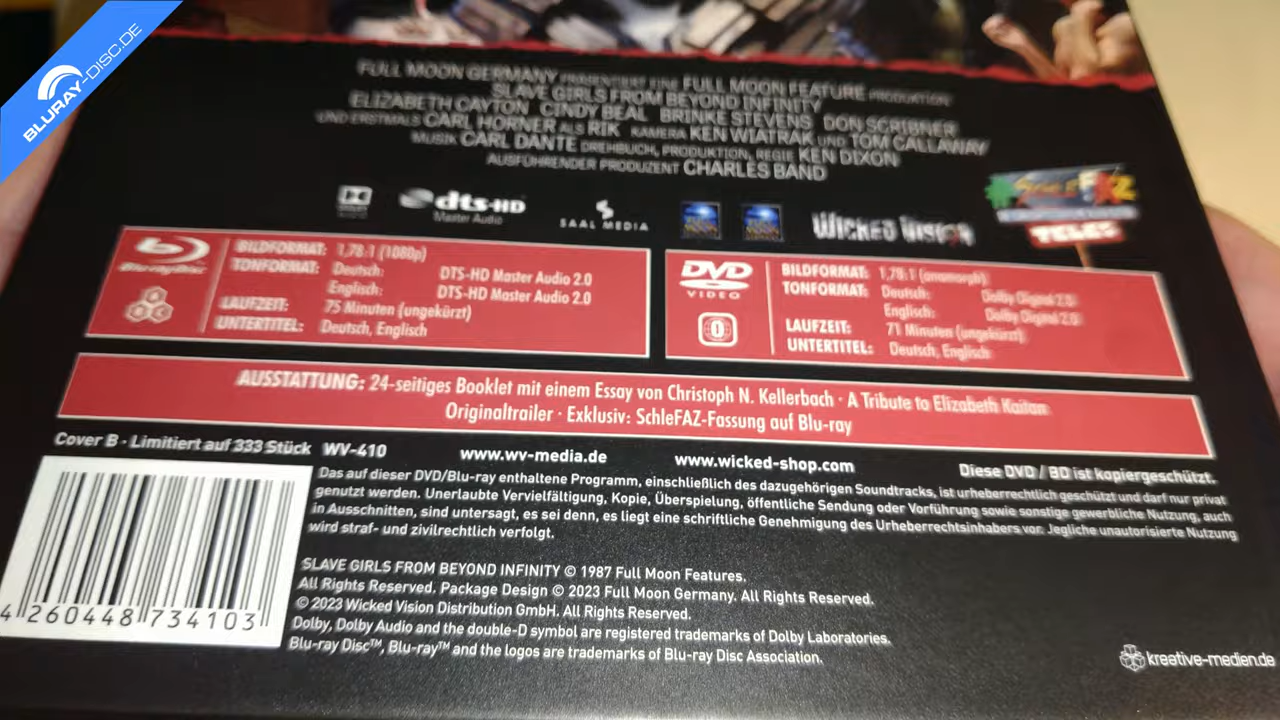 BLURAY-DISC.DE
FULL MOON GERMANY PRÄSENTIERT EINE FULL MOON FEATURE PRODUKTION
SLAVE GIRLS FROM BEYOND INFINITY
ELIZABETH CAYTON CINDY BEAL BRINKE STEVENS DON SCRIBNER
UND ERSTMALS CARL HORNER ALS RIK KAMERA KEN WIATRAK UND TOM CALLAWAY
MUSIK CARL DANTE DREHBUCH, PRODUKTION, REGIE KEN DIXON
AUSFÜHRENDER PRODUZENT CHARLES BAND
dts-HD
Master Audio
SAAL MEDIA
FULL MOON
WICKED VISION
SchleFAZ
TELE5
Blu-ray Disc
BILDFORMAT: 1,78:1 (1080p)
TONFORMAT: Deutsch: DTS-HD Master Audio 2.0
Englisch: DTS-HD Master Audio 2.0
LAUFZEIT: 75 Minuten (ungekürzt)
UNTERTITEL: Deutsch, Englisch
A B C
DVD
VIDEO
0
BILDFORMAT: 1,78:1 (anamorph)
TONFORMAT: Deutsch: Dolby Digital 2.0
Englisch: Dolby Digital 2.0
LAUFZEIT: 71 Minuten (ungekürzt)
UNTERTITEL: Deutsch, Englisch
AUSSTATTUNG: 24-seitiges Booklet mit einem Essay von Christoph N. Kellerbach · A Tribute to Elizabeth Kaitan
Originaltrailer · Exklusiv: SchleFAZ-Fassung auf Blu-ray
Cover B · Limitiert auf 333 Stück WV-410 www.wv-media.de www.wicked-shop.com Diese DVD / BD ist kopiergeschützt.
Das auf dieser DVD/Blu-ray enthaltene Programm, einschließlich des dazugehörigen Soundtracks, ist urheberrechtlich geschützt und darf nur privat
genutzt werden. Unerlaubte Vervielfältigung, Kopie, Überspielung, öffentliche Sendung oder Vorführung sowie sonstige gewerbliche Nutzung, auch
in Ausschnitten, sind untersagt, es sei denn, es liegt eine schriftliche Genehmigung des Urheberrechtsinhabers vor. Jegliche unautorisierte Nutzung
wird straf- und zivilrechtlich verfolgt.
4 260448 734103
SLAVE GIRLS FROM BEYOND INFINITY © 1987 Full Moon Features.
All Rights Reserved. Package Design © 2023 Full Moon Germany. All Rights Reserved.
© 2023 Wicked Vision Distribution GmbH. All Rights Reserved.
Dolby, Dolby Audio and the double-D symbol are registered trademarks of Dolby Laboratories.
Blu-ray Disc™, Blu-ray™ and the logos are trademarks of Blu-ray Disc Association.
kreative-medien.de